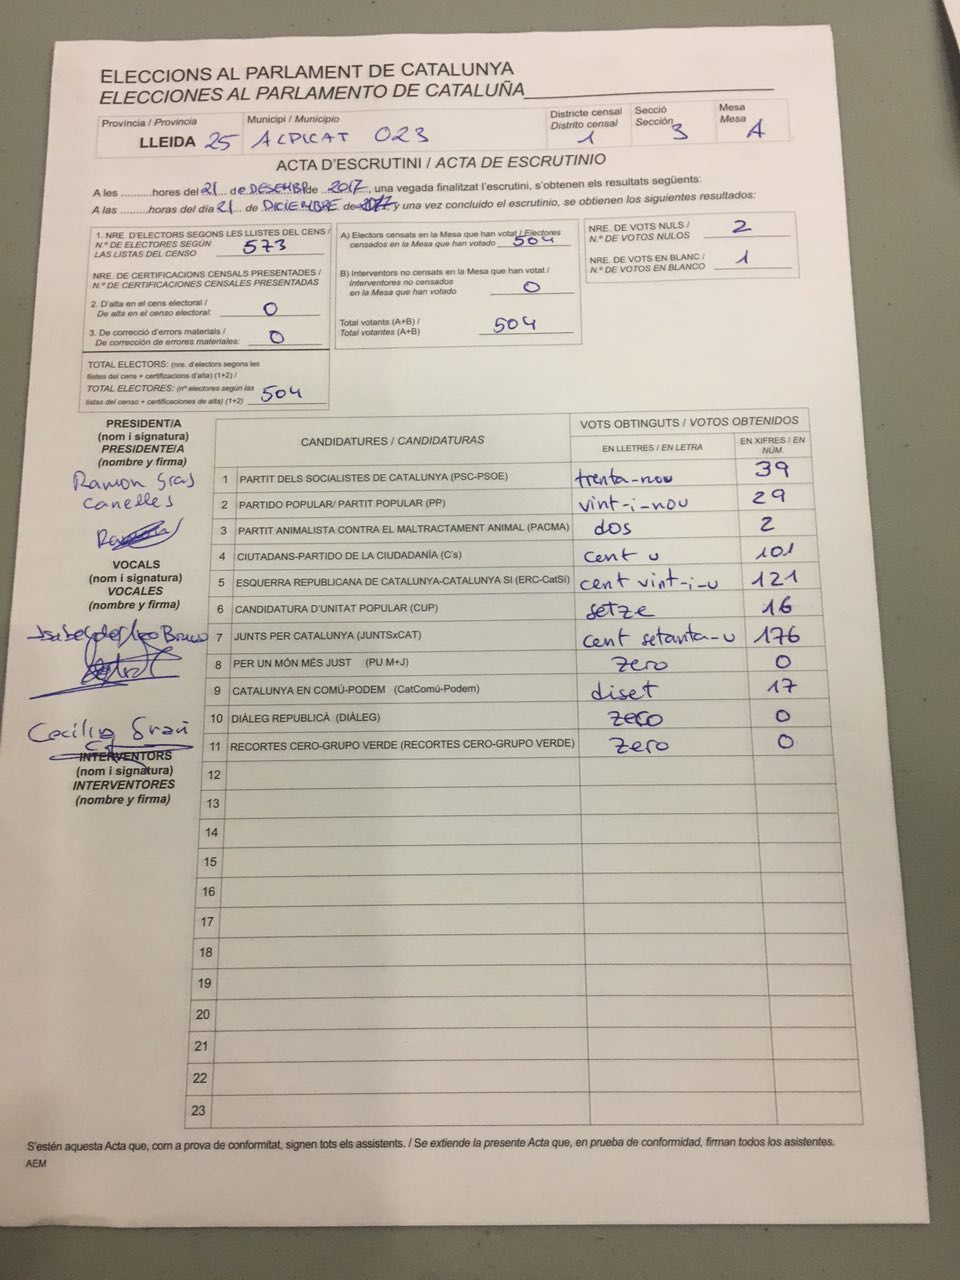 ELECCIONS AL PARLAMENT DE CATALUNYA
ELECCIONES AL PARLAMENTO DE CATALUÑA
Província / Provincia
LLEIDA 25
Municipi / Municipio
ALPICAT 023
Districte censal
Distrito censal
1
Secció
Sección
3
Mesa
Mesa
A
ACTA D'ESCRUTINI / ACTA DE ESCRUTINIO
A les ..........hores del 21 de DESEMBRE de 2017, una vegada finalitzat l'escrutini, s'obtenen els resultats següents:
A las .........horas del día 21 de DICIEMBRE de 2017 y una vez concluido el escrutinio, se obtienen los siguientes resultados:
1. NRE. D'ELECTORS SEGONS LES LLISTES DEL CENS /
N.º DE ELECTORES SEGÚN
LAS LISTAS DEL CENSO 573
NRE. DE CERTIFICACIONS CENSALS PRESENTADES /
N.º DE CERTIFICACIONES CENSALES PRESENTADAS
2. D'alta en el cens electoral /
De alta en el censo electoral: 0
3. De correcció d'errors materials /
De corrección de errores materiales: 0
TOTAL ELECTORS: (nre. d'electors segons les
llistes del cens + certificacions d'alta) (1+2) /
TOTAL ELECTORES: (nº electores según las
listas del censo + certificaciones de alta) (1+2) 504
A) Electors censats en la Mesa que han votat / Electores
censados en la Mesa que han votado 504
B) Interventors no censats en la Mesa que han votat /
Interventores no censados
en la Mesa que han votado 0
Total votants (A+B) /
Total votantes (A+B) 504
NRE. DE VOTS NULS /
N.º DE VOTOS NULOS 2
NRE. DE VOTS EN BLANC /
N.º DE VOTOS EN BLANCO 1
PRESIDENT/A
(nom i signatura)
PRESIDENTE/A
(nombre y firma)
Ramon Gras
Canelles
VOCALS
(nom i signatura)
VOCALES
(nombre y firma)
Cecilia
INTERVENTORS
(nom i signatura)
INTERVENTORES
(nombre y firma)
CANDIDATURES / CANDIDATURAS
VOTS OBTINGUTS / VOTOS OBTENIDOS
EN LLETRES / EN LETRA
EN XIFRES / EN
NÚM.
1 PARTIT DELS SOCIALISTES DE CATALUNYA (PSC-PSOE) trenta-nou 39
2 PARTIDO POPULAR/ PARTIT POPULAR (PP) vint-i-nou 29
3 PARTIT ANIMALISTA CONTRA EL MALTRACTAMENT ANIMAL (PACMA) dos 2
4 CIUTADANS-PARTIDO DE LA CIUDADANÍA (C's) cent u 101
5 ESQUERRA REPUBLICANA DE CATALUNYA-CATALUNYA SI (ERC-CatSí) cent vint-i-u 121
6 CANDIDATURA D'UNITAT POPULAR (CUP) setze 16
7 JUNTS PER CATALUNYA (JUNTSxCAT) cent setanta-u 176
8 PER UN MÓN MÉS JUST (PU M+J) zero 0
9 CATALUNYA EN COMÚ-PODEM (CatComú-Podem) diset 17
10 DIÀLEG REPUBLICÀ (DIÀLEG) zero 0
11 RECORTES CERO-GRUPO VERDE (RECORTES CERO-GRUPO VERDE) zero 0
12
13
14
15
16
17
18
19
20
21
22
23
S'estén aquesta Acta que, com a prova de conformitat, signen tots els assistents. / Se extiende la presente Acta que, en prueba de conformidad, firman todos los asistentes.
AEM